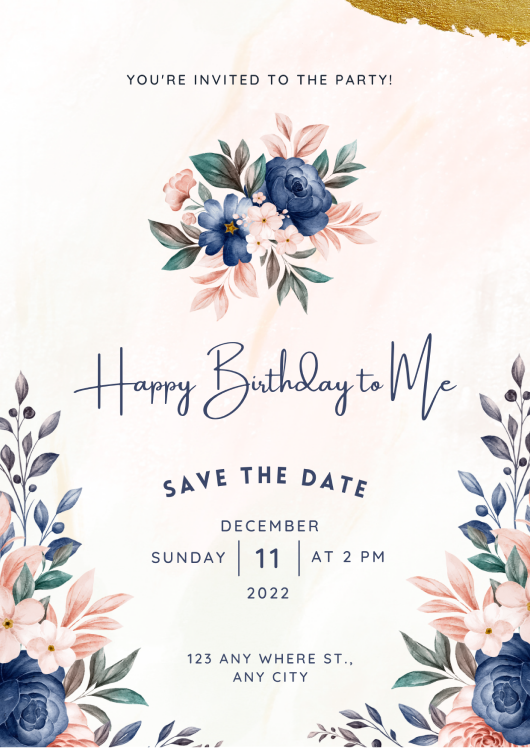 YOU'RE INVITED TO THE PARTY!
Happy Birthday to Me
SAVE THE DATE
DECEMBER
SUNDAY 11 AT 2 PM
2022
123 ANY WHERE ST.,
ANY CITY